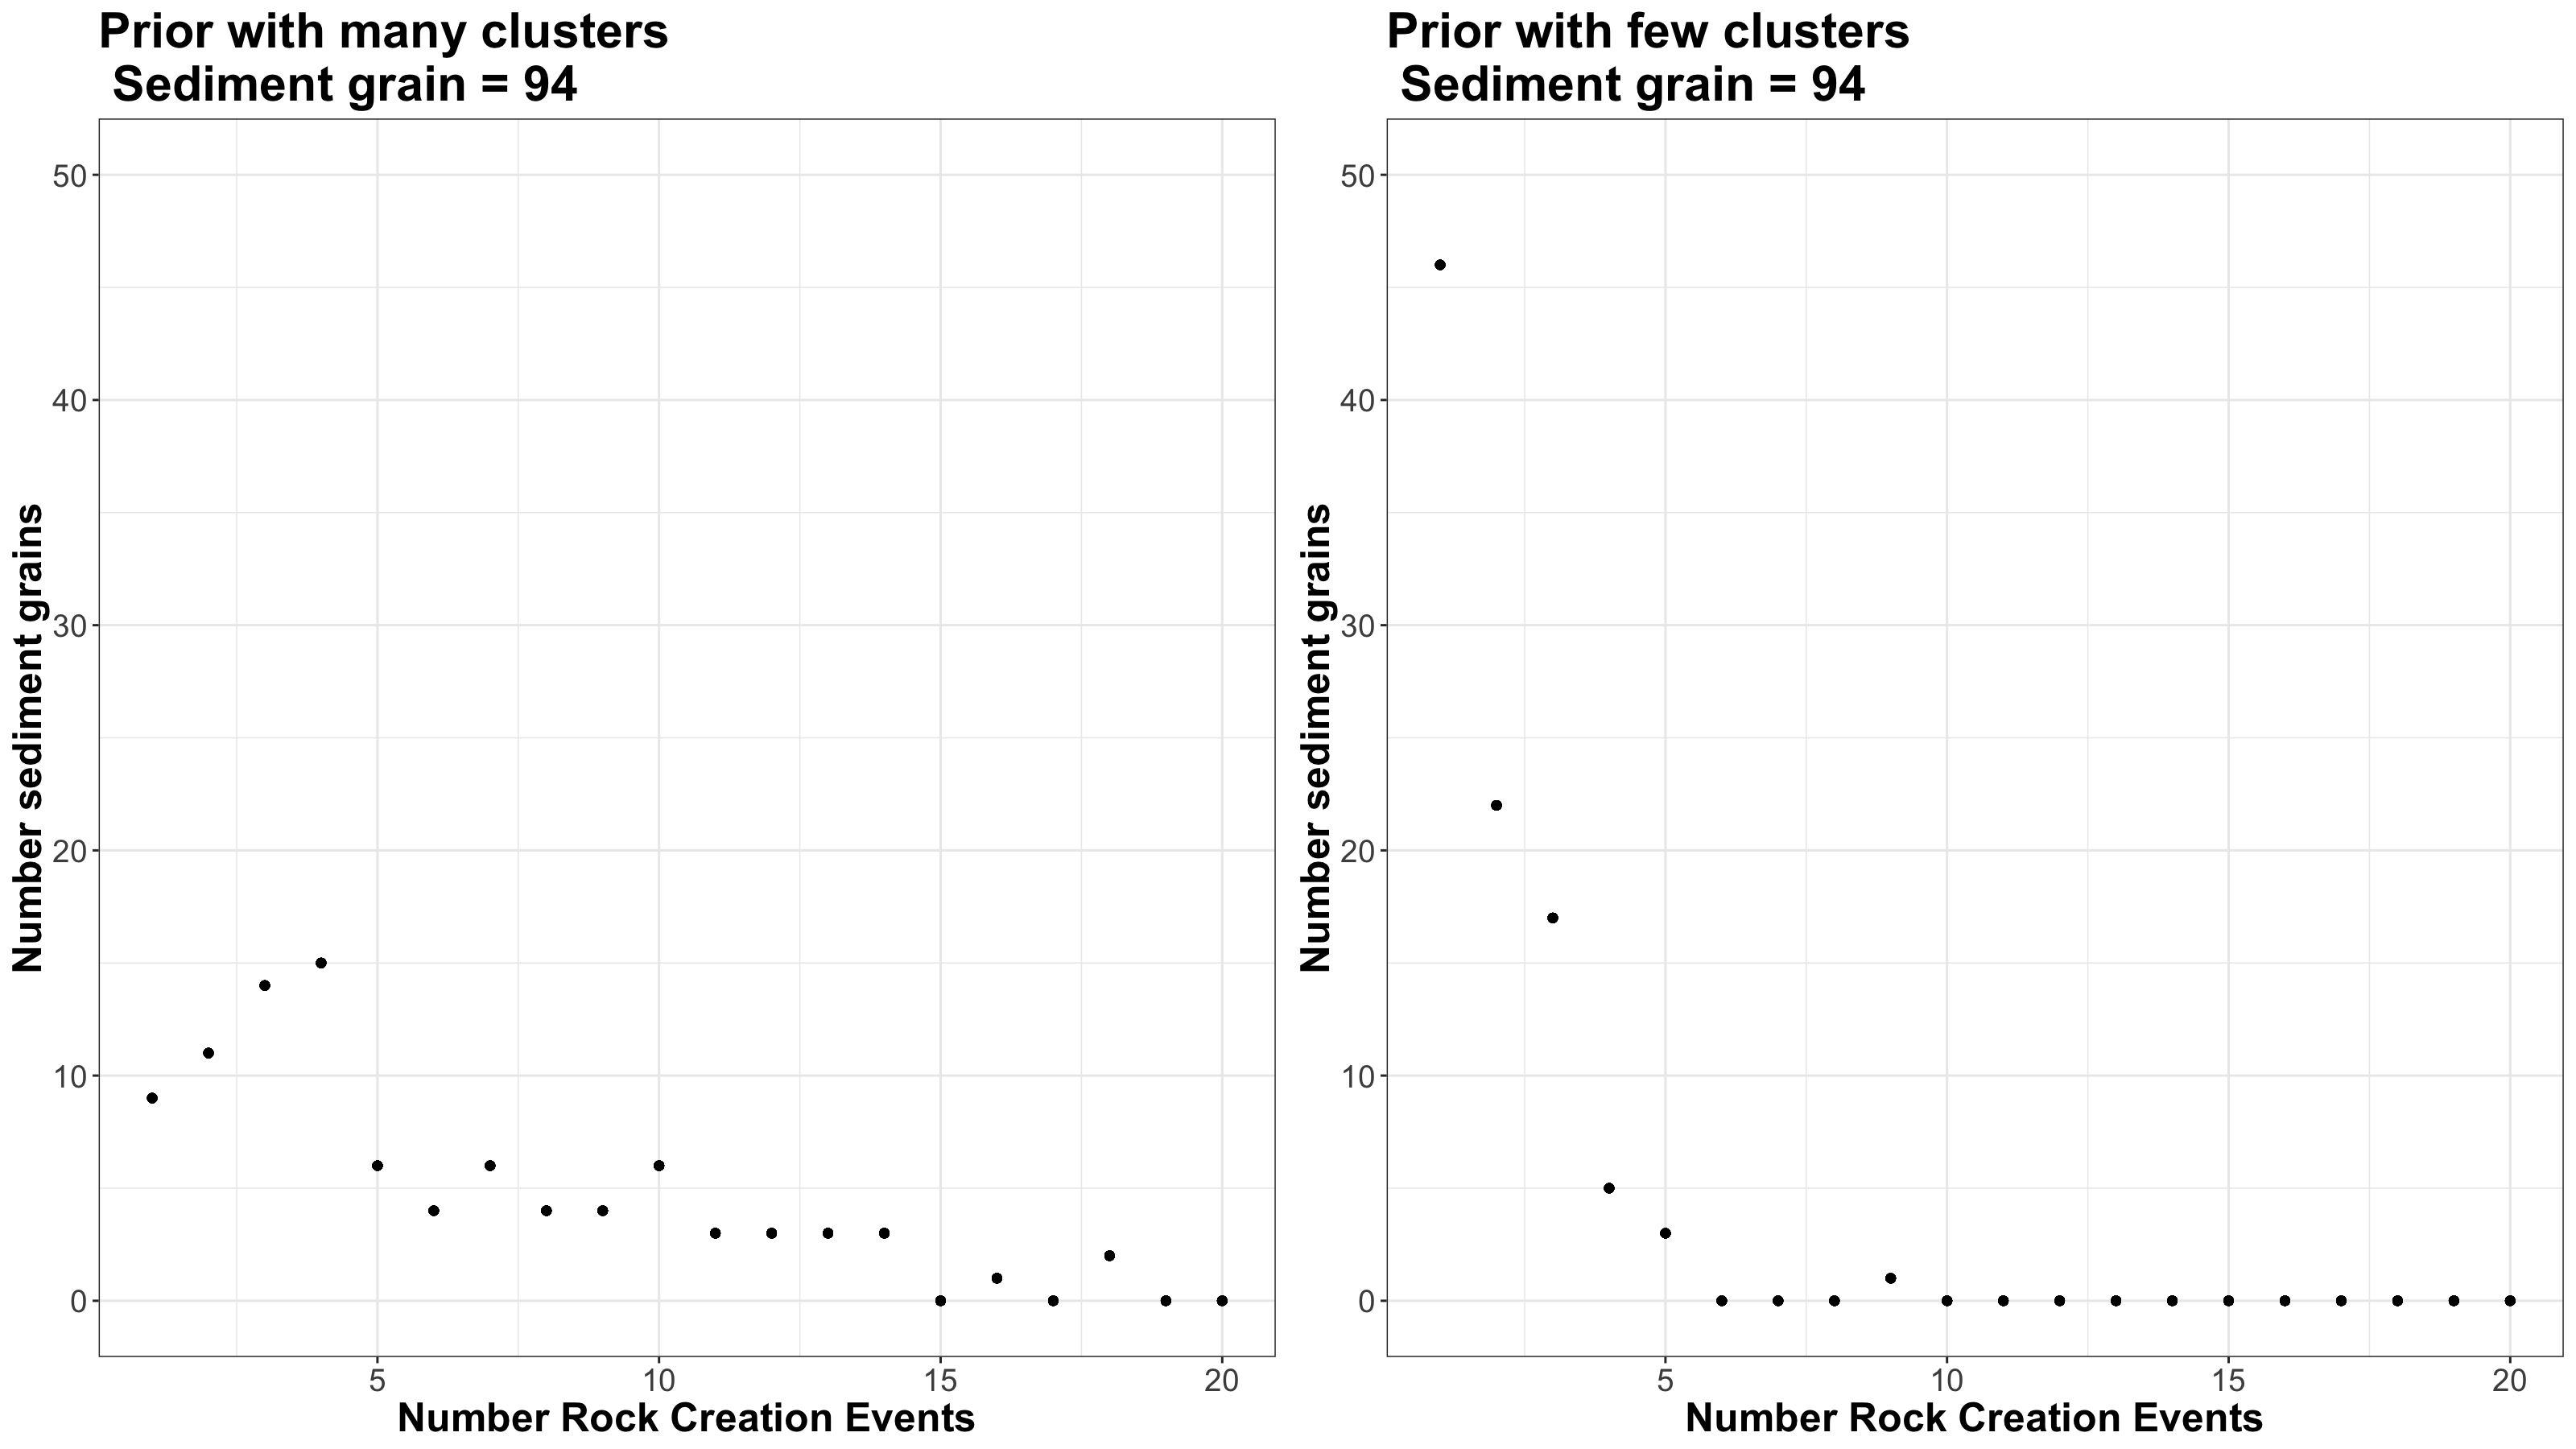 Prior with many clusters
Sediment grain = 94
Number sediment grains
50
40
30
20
10
0
5 10 15 20
Number Rock Creation Events
Prior with few clusters
Sediment grain = 94
Number sediment grains
50
40
30
20
10
0
5 10 15 20
Number Rock Creation Events